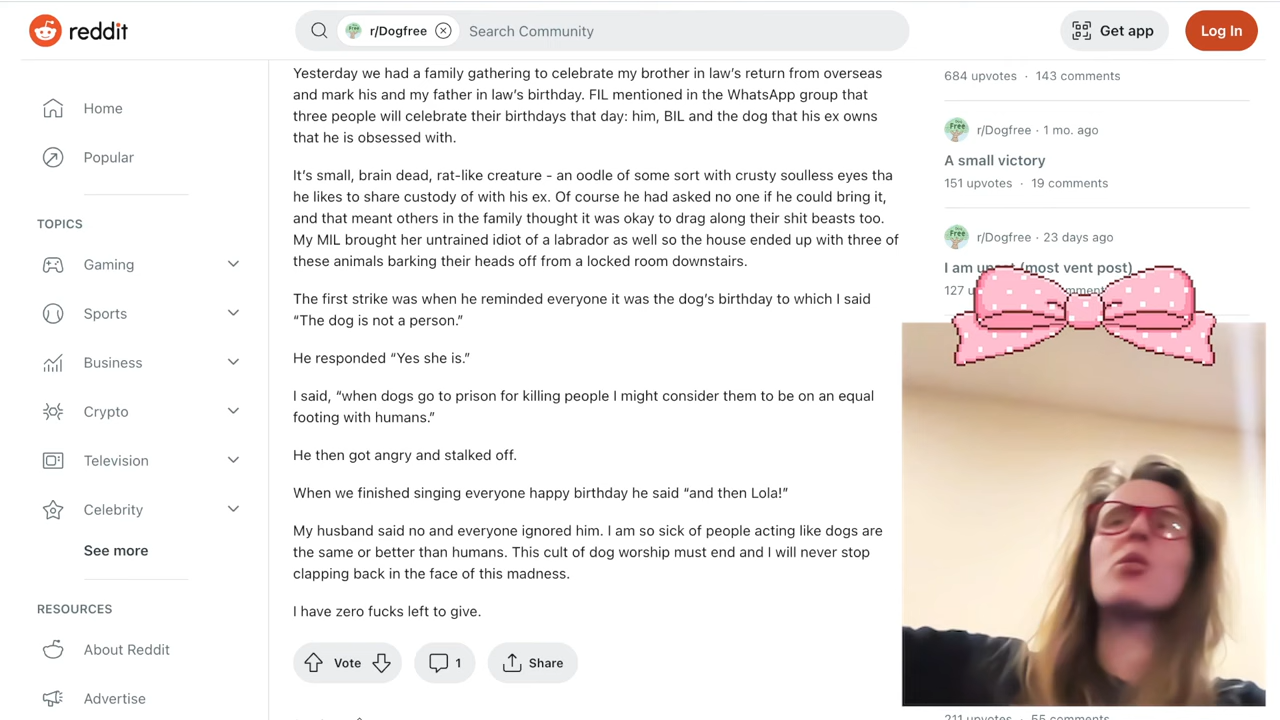 reddit
r/Dogfree
Search Community
Get app
Log In
Home
Popular
TOPICS
Gaming
Sports
Business
Crypto
Television
Celebrity
See more
RESOURCES
About Reddit
Advertise
Yesterday we had a family gathering to celebrate my brother in law’s return from overseas
and mark his and my father in law’s birthday. FIL mentioned in the WhatsApp group that
three people will celebrate their birthdays that day: him, BIL and the dog that his ex owns
that he is obsessed with.
It’s small, brain dead, rat-like creature - an oodle of some sort with crusty soulless eyes tha
he likes to share custody of with his ex. Of course he had asked no one if he could bring it,
and that meant others in the family thought it was okay to drag along their shit beasts too.
My MIL brought her untrained idiot of a labrador as well so the house ended up with three of
these animals barking their heads off from a locked room downstairs.
The first strike was when he reminded everyone it was the dog’s birthday to which I said
“The dog is not a person.”
He responded “Yes she is.”
I said, “when dogs go to prison for killing people I might consider them to be on an equal
footing with humans.”
He then got angry and stalked off.
When we finished singing everyone happy birthday he said “and then Lola!”
My husband said no and everyone ignored him. I am so sick of people acting like dogs are
the same or better than humans. This cult of dog worship must end and I will never stop
clapping back in the face of this madness.
I have zero fucks left to give.
Vote
1
Share
684 upvotes · 143 comments
Free
r/Dogfree · 1 mo. ago
A small victory
151 upvotes · 19 comments
Free
r/Dogfree · 23 days ago
I am (most vent post)
127
211 upvotes · 55 comments